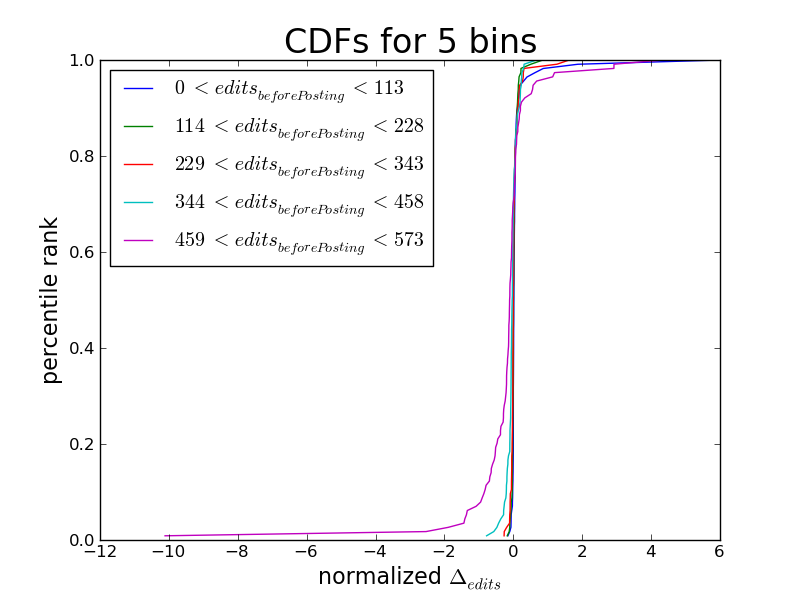 CDFs for 5 bins
1.0
0.8
0.6
0.4
0.2
0.0
percentile rank
0 < edits_beforePosting < 113
114 < edits_beforePosting < 228
229 < edits_beforePosting < 343
344 < edits_beforePosting < 458
459 < edits_beforePosting < 573
−12 −10 −8 −6 −4 −2 0 2 4 6
normalized Δ_edits